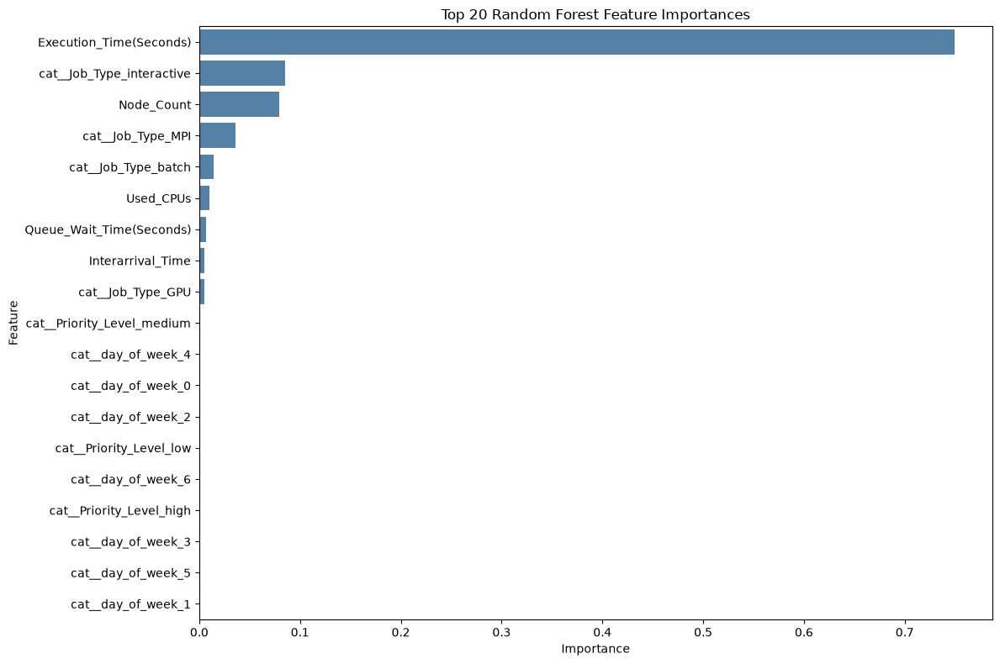 Top 20 Random Forest Feature Importances
Execution_Time(Seconds)
cat__Job_Type_interactive
Node_Count
cat__Job_Type_MPI
cat__Job_Type_batch
Used_CPUs
Queue_Wait_Time(Seconds)
Interarrival_Time
cat__Job_Type_GPU
cat__Priority_Level_medium
cat__day_of_week_4
cat__day_of_week_0
cat__day_of_week_2
cat__Priority_Level_low
cat__day_of_week_6
cat__Priority_Level_high
cat__day_of_week_3
cat__day_of_week_5
cat__day_of_week_1
Feature
0.0 0.1 0.2 0.3 0.4 0.5 0.6 0.7
Importance